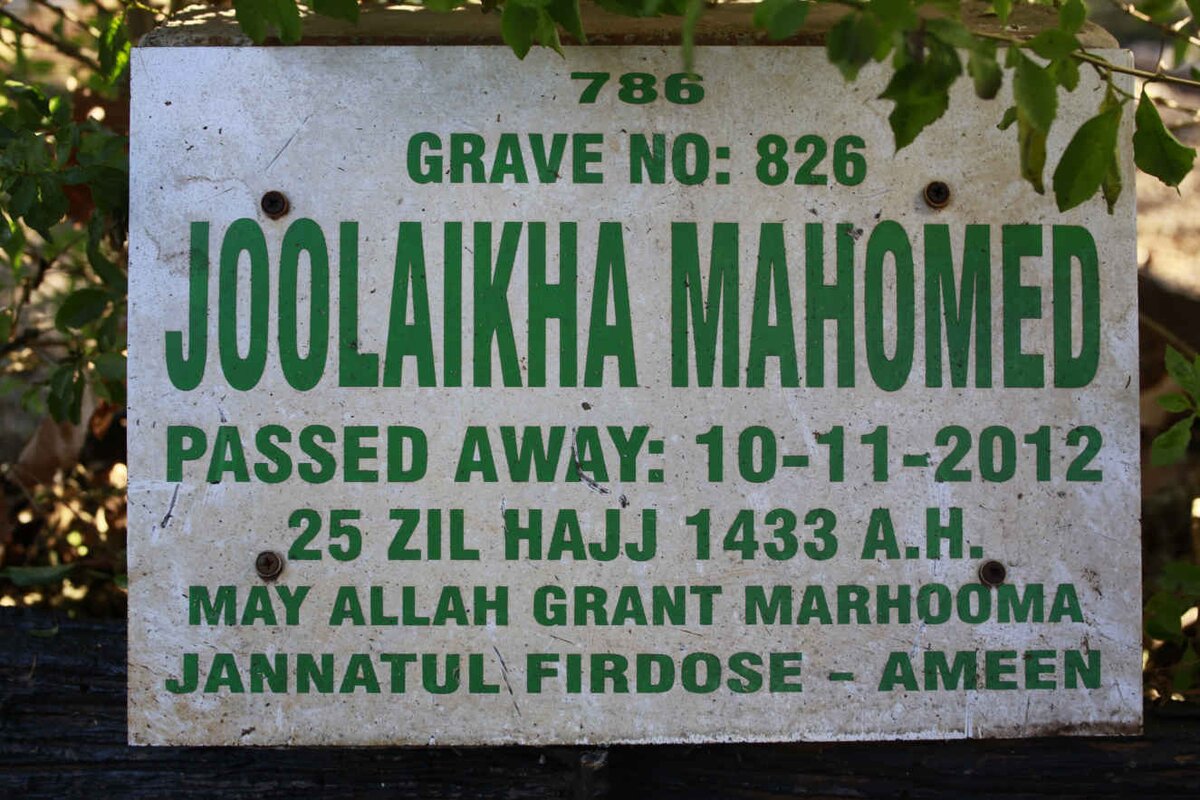 786
GRAVE NO: 826
JOOLAIKHA MAHOMED
PASSED AWAY: 10-11-2012
25 ZIL HAJJ 1433 A.H.
MAY ALLAH GRANT MARHOOMA
JANNATUL FIRDOSE - AMEEN